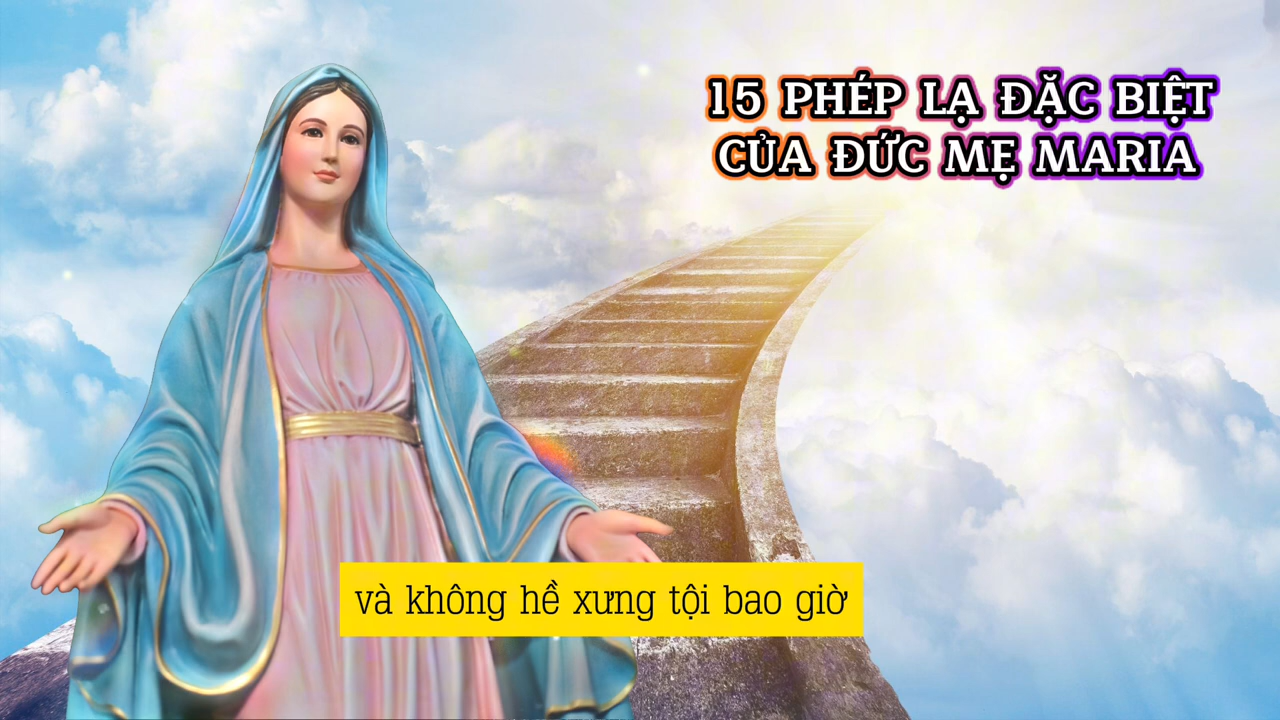 15 PHÉP LẠ ĐẶC BIỆT
CỦA ĐỨC MẸ MARIA
và không hề xưng tội bao giờ